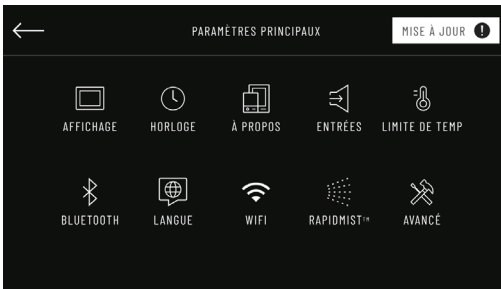 PARAMÈTRES PRINCIPAUX
MISE À JOUR !
AFFICHAGE
HORLOGE
À PROPOS
ENTRÉES
LIMITE DE TEMP
BLUETOOTH
LANGUE
WIFI
RAPIDMIST™
AVANCÉ